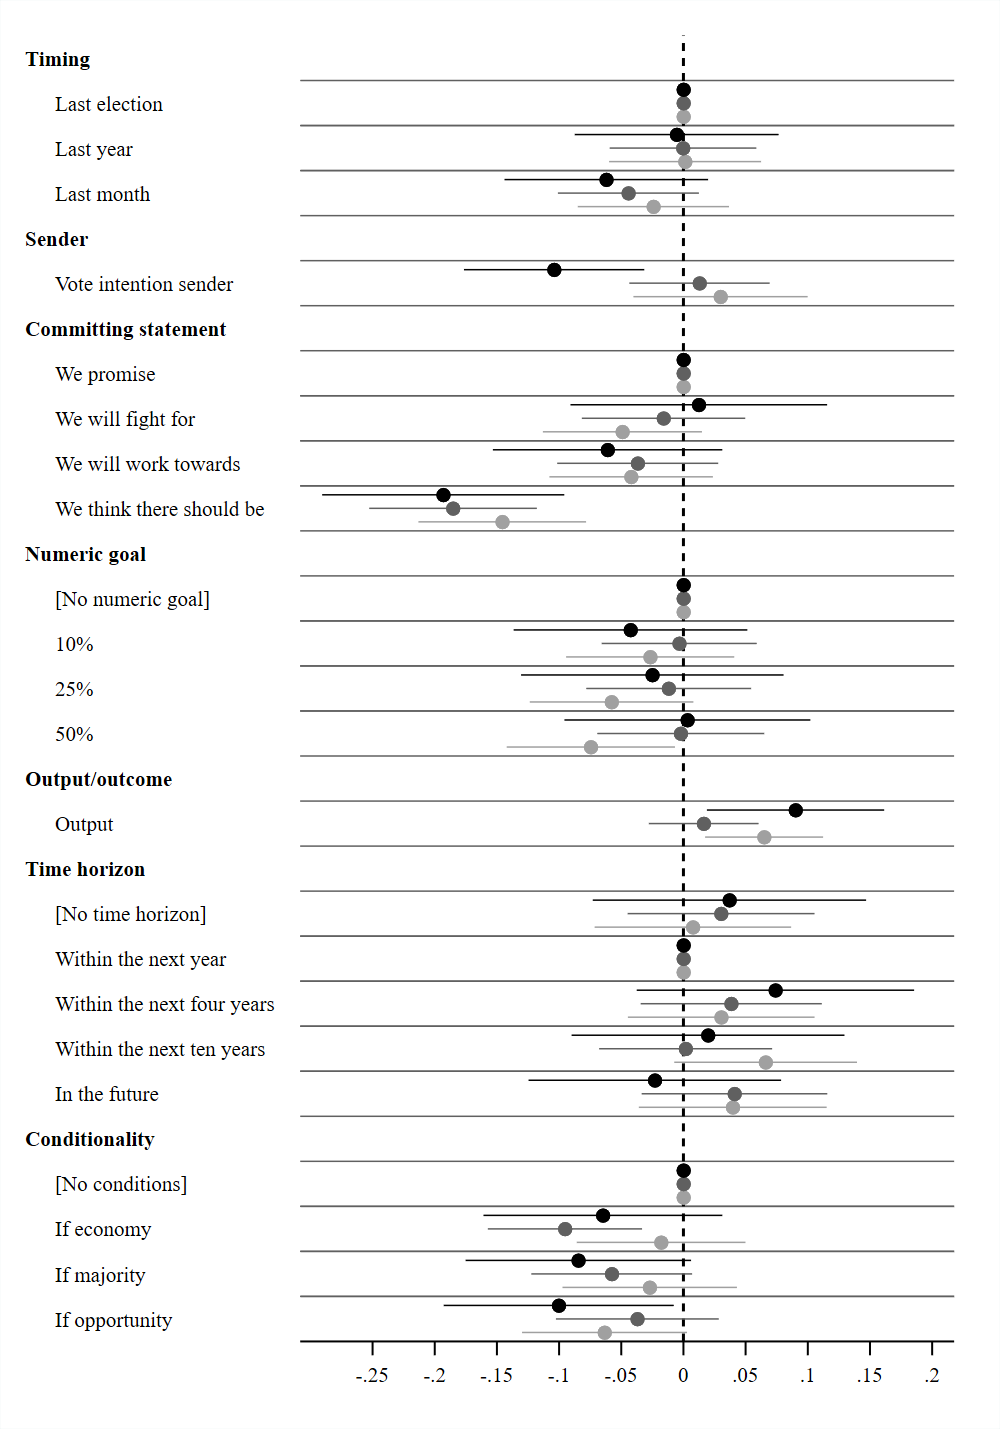 Timing
Last election
Last year
Last month
Sender
Vote intention sender
Committing statement
We promise
We will fight for
We will work towards
We think there should be
Numeric goal
[No numeric goal]
10%
25%
50%
Output/outcome
Output
Time horizon
[No time horizon]
Within the next year
Within the next four years
Within the next ten years
In the future
Conditionality
[No conditions]
If economy
If majority
If opportunity
-.25 -.2 -.15 -.1 -.05 0 .05 .1 .15 .2